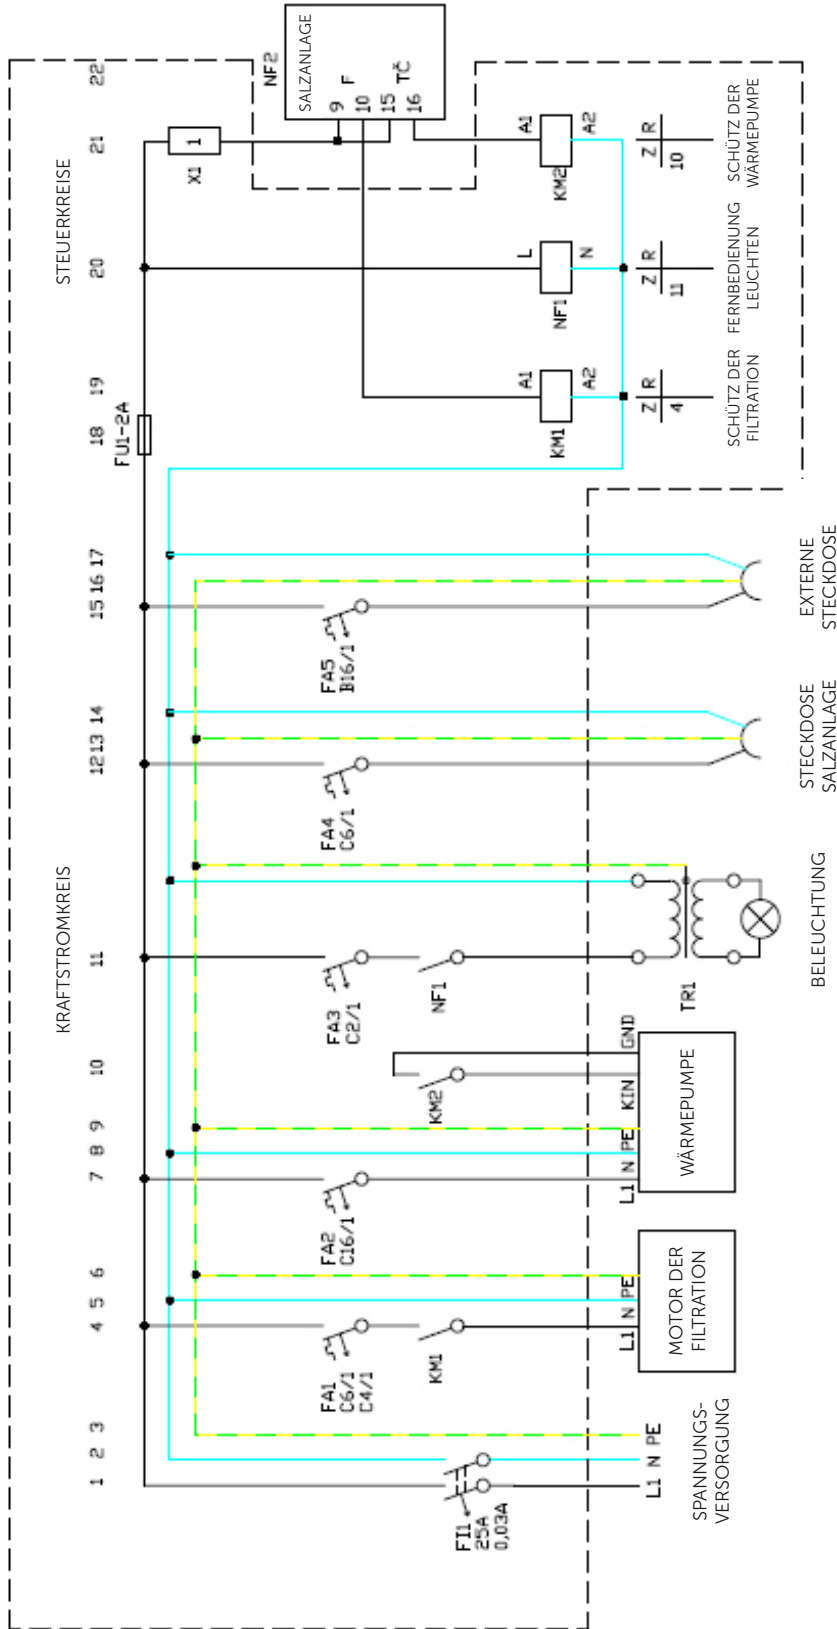 KRAFTSTROMKREIS
STEUERKREISE
1 2 3 4 5 6 7 8 9 10 11 12 13 14 15 16 17 18 19 20 21 22
FU1-2A
X1
1
NF2
SALZANLAGE
9
F
10
15
TČ
16
FI1
25A
0,03A
FA1
C6/1
C4/1
KM1
FA2
C16/1
KM2
FA3
C2/1
NF1
FA4
C6/1
FA5
B16/1
KM1
A1
A2
NF1
L
N
KM2
A1
A2
L1 N PE
L1 N PE
L1 N PE
KIN
GND
TR1
Z R
4
Z R
11
Z R
10
SPANNUNGS-
VERSORGUNG
MOTOR DER
FILTRATION
WÄRMEPUMPE
BELEUCHTUNG
STECKDOSE
SALZANLAGE
EXTERNE
STECKDOSE
SCHÜTZ DER
FILTRATION
FERNBEDIENUNG
LEUCHTEN
SCHÜTZ DER
WÄRMEPUMPE